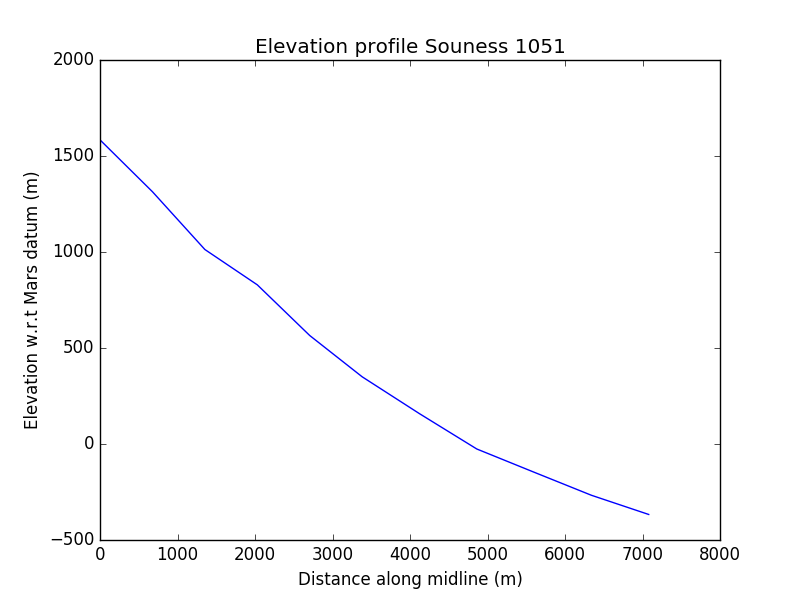 Elevation profile Souness 1051
2000
1500
1000
500
0
−500
Elevation w.r.t Mars datum (m)
0 1000 2000 3000 4000 5000 6000 7000 8000
Distance along midline (m)